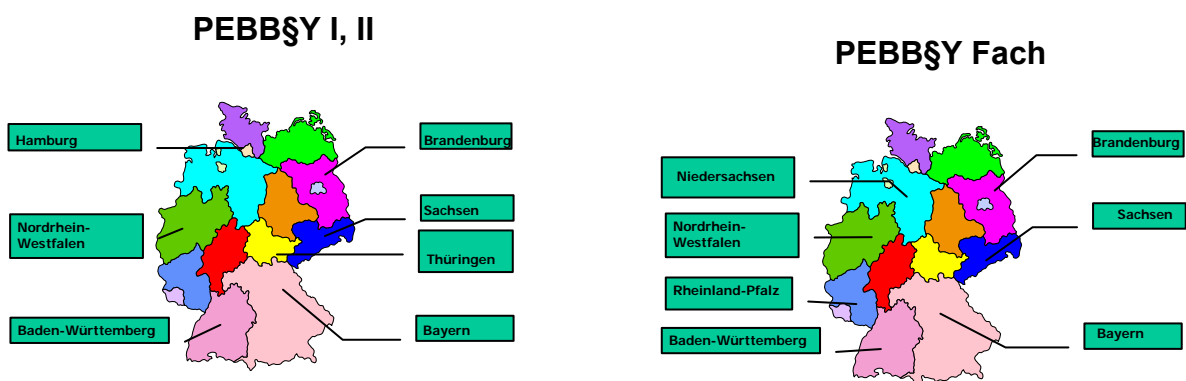 PEBB§Y I, II
Hamburg
Brandenburg
Nordrhein-
Westfalen
Sachsen
Thüringen
Baden-Württemberg
Bayern
PEBB§Y Fach
Brandenburg
Niedersachsen
Nordrhein-
Westfalen
Sachsen
Rheinland-Pfalz
Baden-Württemberg
Bayern